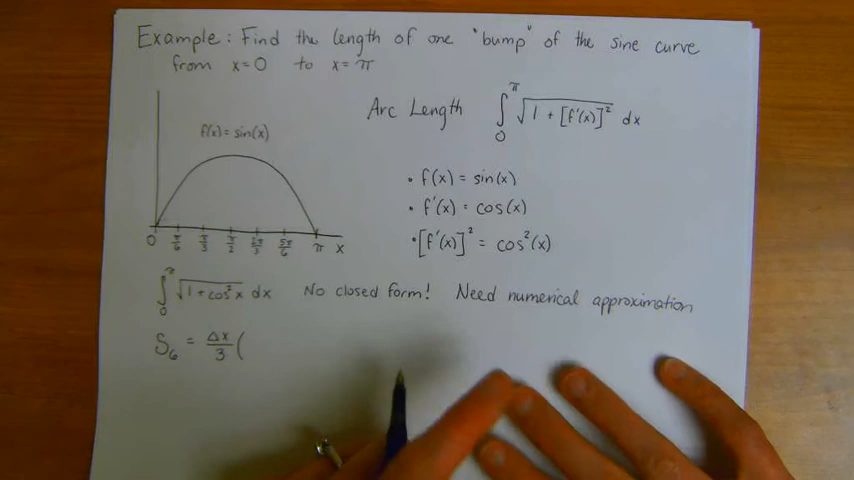 Example: Find the length of one "bump" of the sine curve
from x=0 to x=π
Arc Length ∫₀^π √(1 + [f'(x)]²) dx
f(x) = sin(x)
• f(x) = sin(x)
• f'(x) = cos(x)
• [f'(x)]² = cos²(x)
0 π/6 π/3 π/2 2π/3 5π/6 π x
∫₀^π √(1+cos²x) dx No closed form! Need numerical approximation
S₆ = Δx/3 (